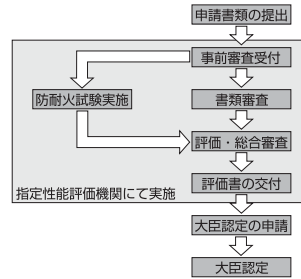 申請書類の提出
事前審査受付
防耐火試験実施
書類審査
評価・総合審査
評価書の交付
指定性能評価機関にて実施
大臣認定の申請
大臣認定